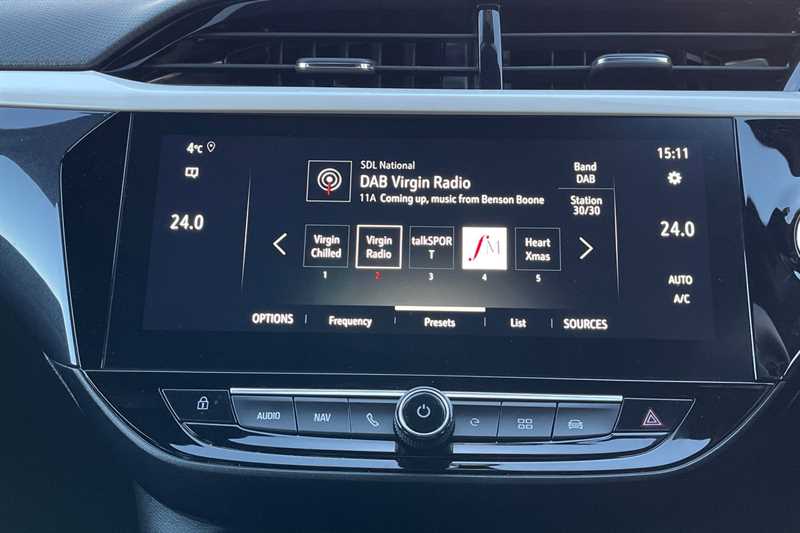 4°C
15:11
SDL National
DAB Virgin Radio
11A Coming up, music from Benson Boone
Band
DAB
Station
30/30
24.0
24.0
Virgin
Chilled
Virgin
Radio
talkSPOR
T
fM
Heart
Xmas
1
2
3
4
5
AUTO
A/C
OPTIONS
Frequency
Presets
List
SOURCES
AUDIO
NAV